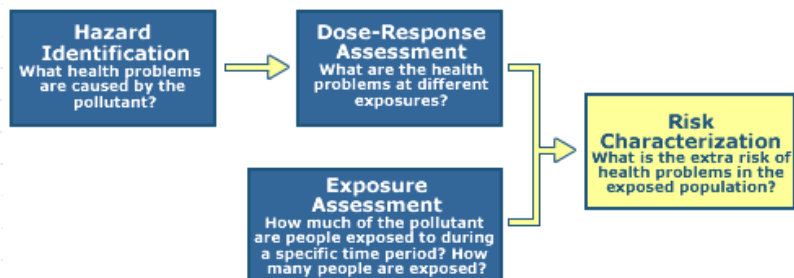 Hazard
Identification
What health problems
are caused by the
pollutant?
Dose-Response
Assessment
What are the health
problems at different
exposures?
Exposure
Assessment
How much of the pollutant
are people exposed to during
a specific time period? How
many people are exposed?
Risk
Characterization
What is the extra risk of
health problems in the
exposed population?